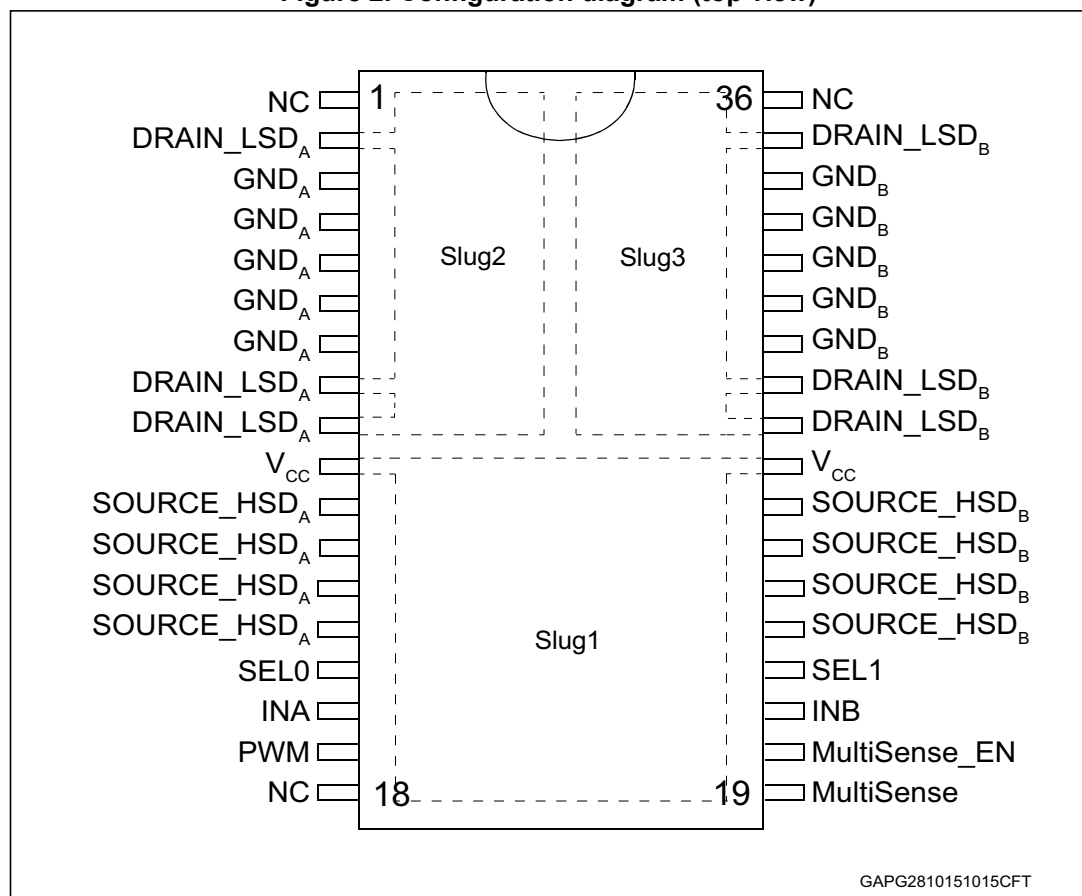 Figure 2. Configuration diagram (top view)
1 36
NC NC
DRAIN_LSDA DRAIN_LSDB
GNDA GNDB
GNDA GNDB
GNDA Slug2 Slug3 GNDB
GNDA GNDB
GNDA GNDB
DRAIN_LSDA DRAIN_LSDB
DRAIN_LSDA DRAIN_LSDB
VCC VCC
SOURCE_HSDA SOURCE_HSDB
SOURCE_HSDA SOURCE_HSDB
SOURCE_HSDA SOURCE_HSDB
SOURCE_HSDA Slug1 SOURCE_HSDB
SEL0 SEL1
INA INB
PWM MultiSense_EN
NC 18 19 MultiSense
GAPG2810151015CFT